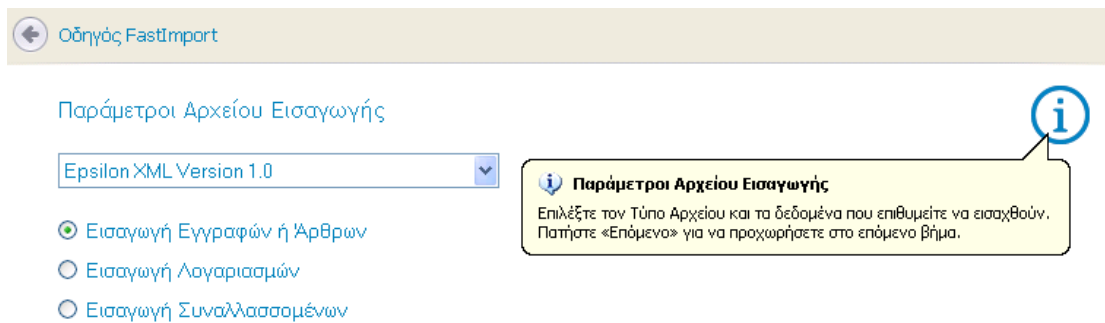 Οδηγός FastImport
Παράμετροι Αρχείου Εισαγωγής
Epsilon XML Version 1.0
Παράμετροι Αρχείου Εισαγωγής
Επιλέξτε τον Τύπο Αρχείου και τα δεδομένα που επιθυμείτε να εισαχθούν.
Πατήστε «Επόμενο» για να προχωρήσετε στο επόμενο βήμα.
Εισαγωγή Εγγραφών ή Άρθρων
Εισαγωγή Λογαριασμών
Εισαγωγή Συναλλασσομένων